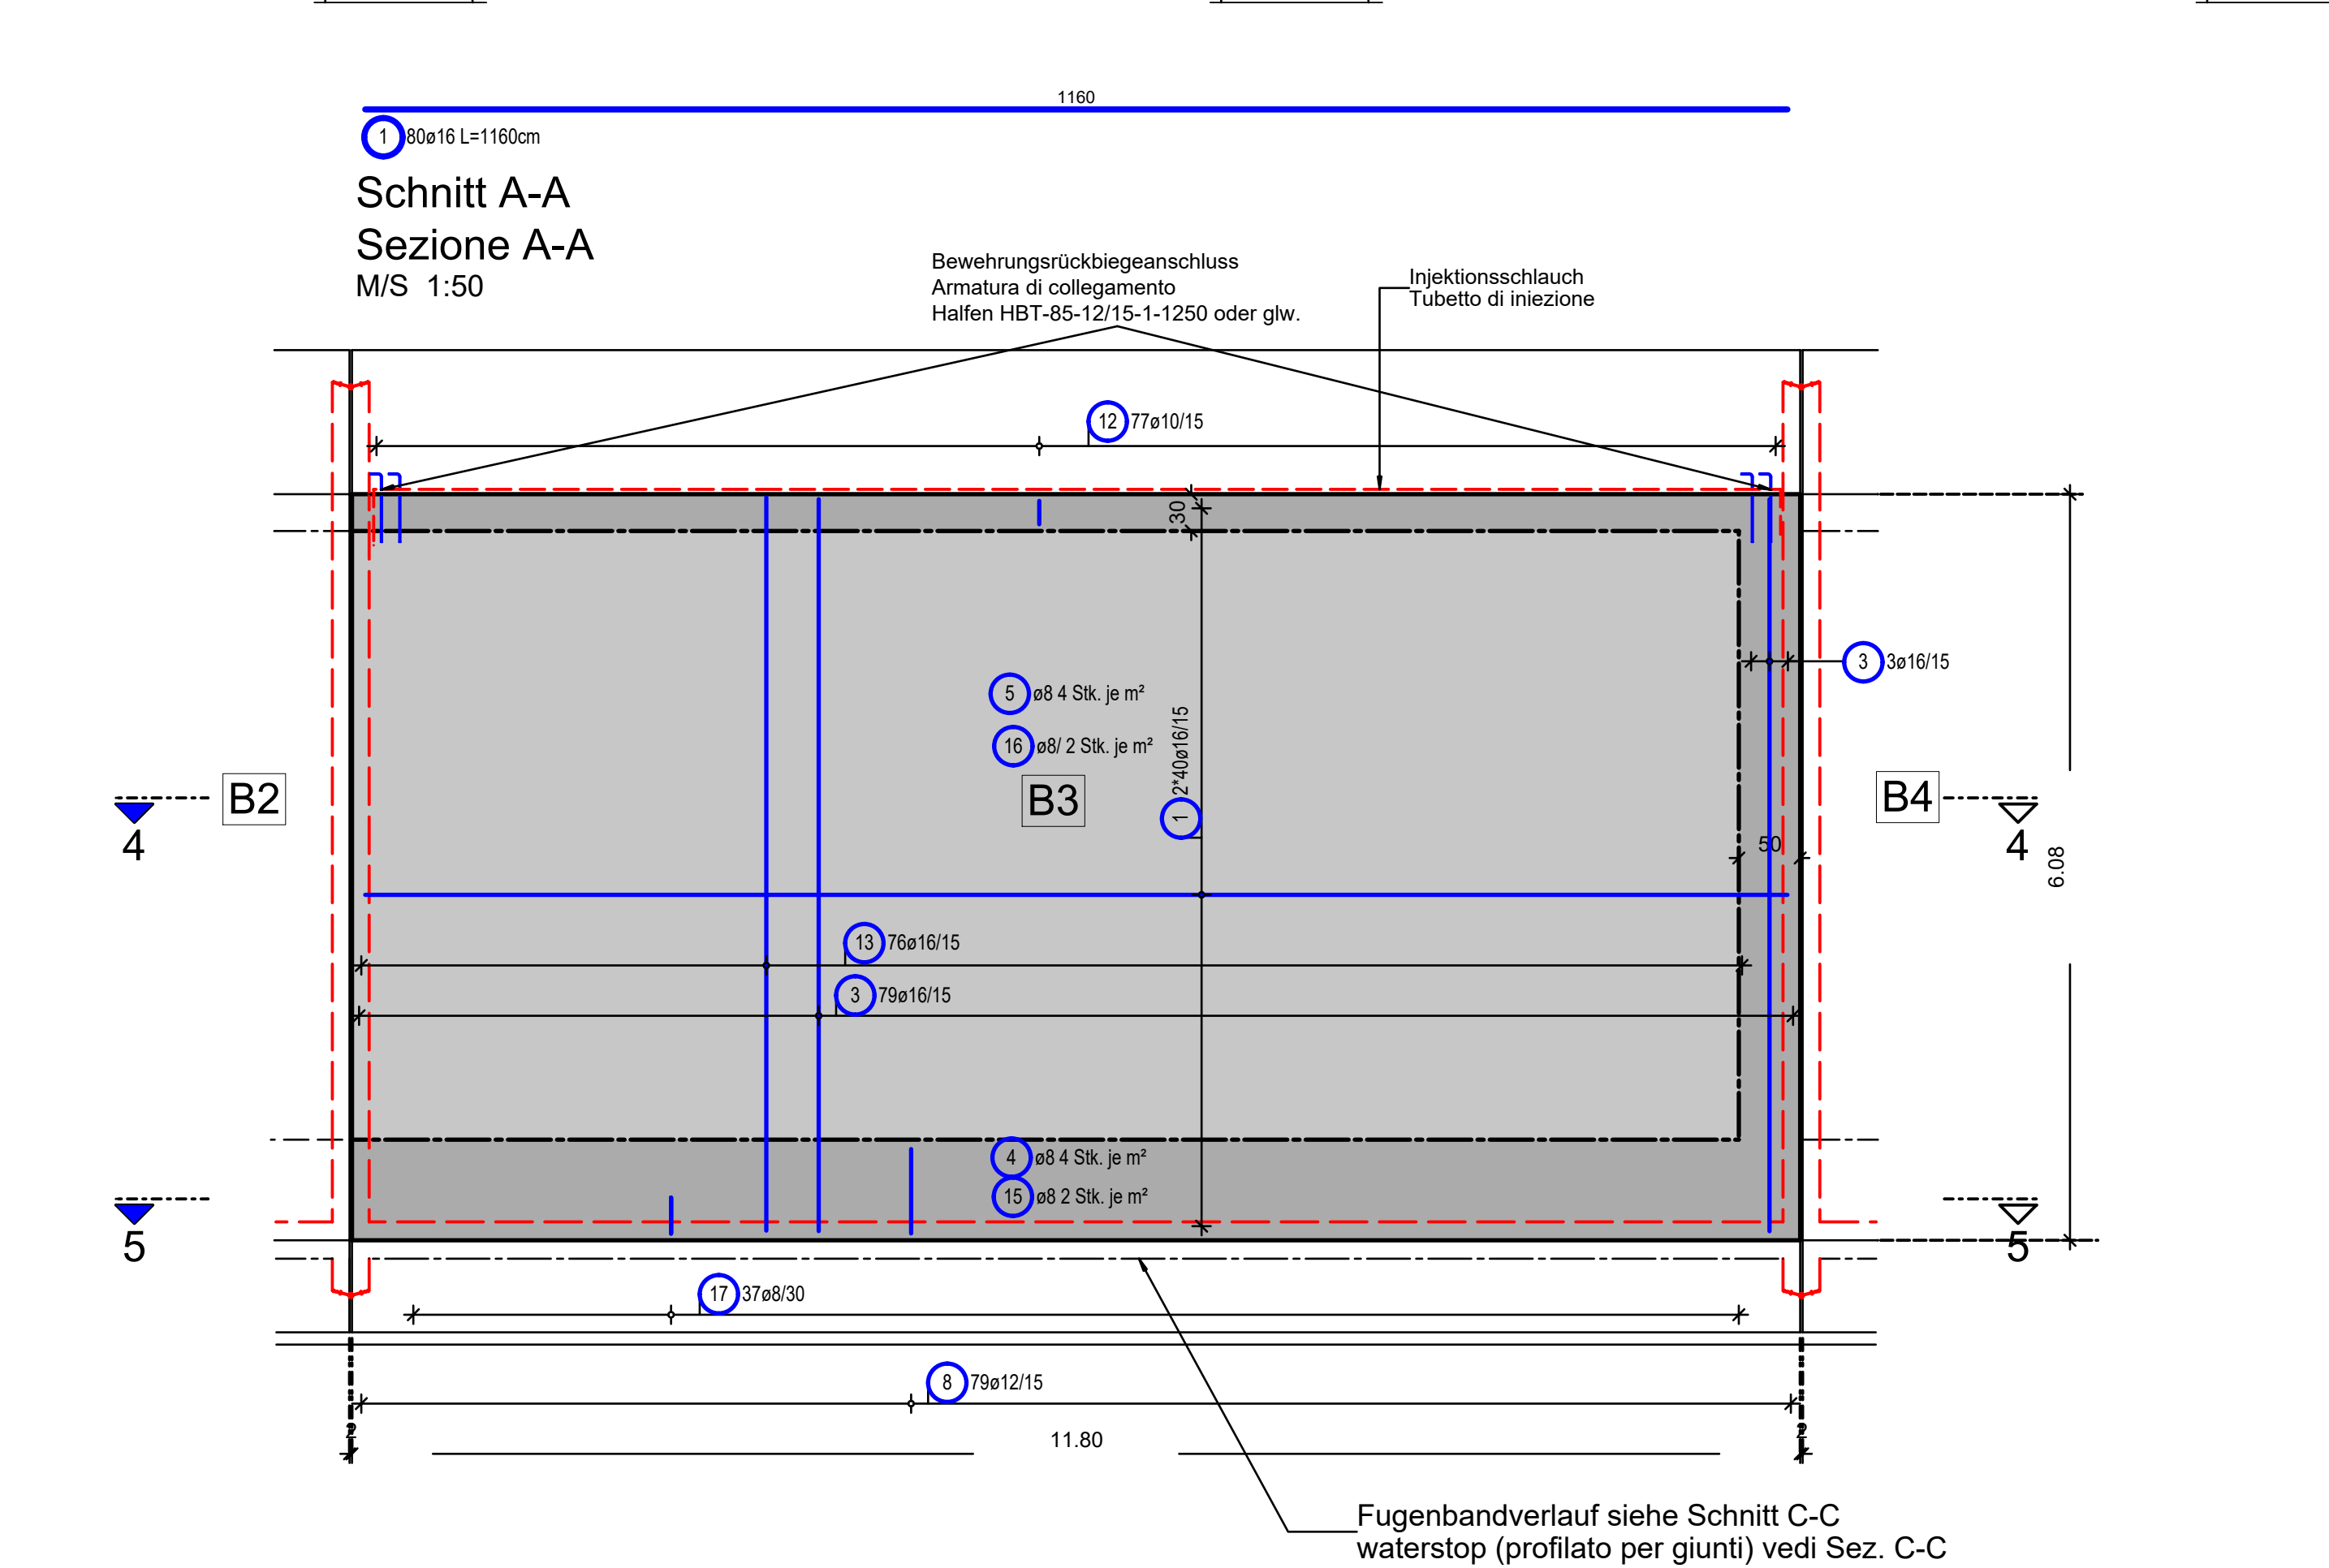 1160
1 80ø16 L=1160cm
Schnitt A-A
Sezione A-A
M/S 1:50
Bewehrungsrückbiegeanschluss
Armatura di collegamento
Halfen HBT-85-12/15-1-1250 oder glw.
Injektionsschlauch
Tubetto di iniezione
12 77ø10/15
30
3 3ø16/15
5 ø8 4 Stk. je m²
16 ø8/ 2 Stk. je m²
1 2*40ø16/15
B2
B3
B4
4
4
50
6.08
13 76ø16/15
3 79ø16/15
4 ø8 4 Stk. je m²
15 ø8 2 Stk. je m²
5
5
17 37ø8/30
8 79ø12/15
2
11.80
2
Fugenbandverlauf siehe Schnitt C-C
waterstop (profilato per giunti) vedi Sez. C-C